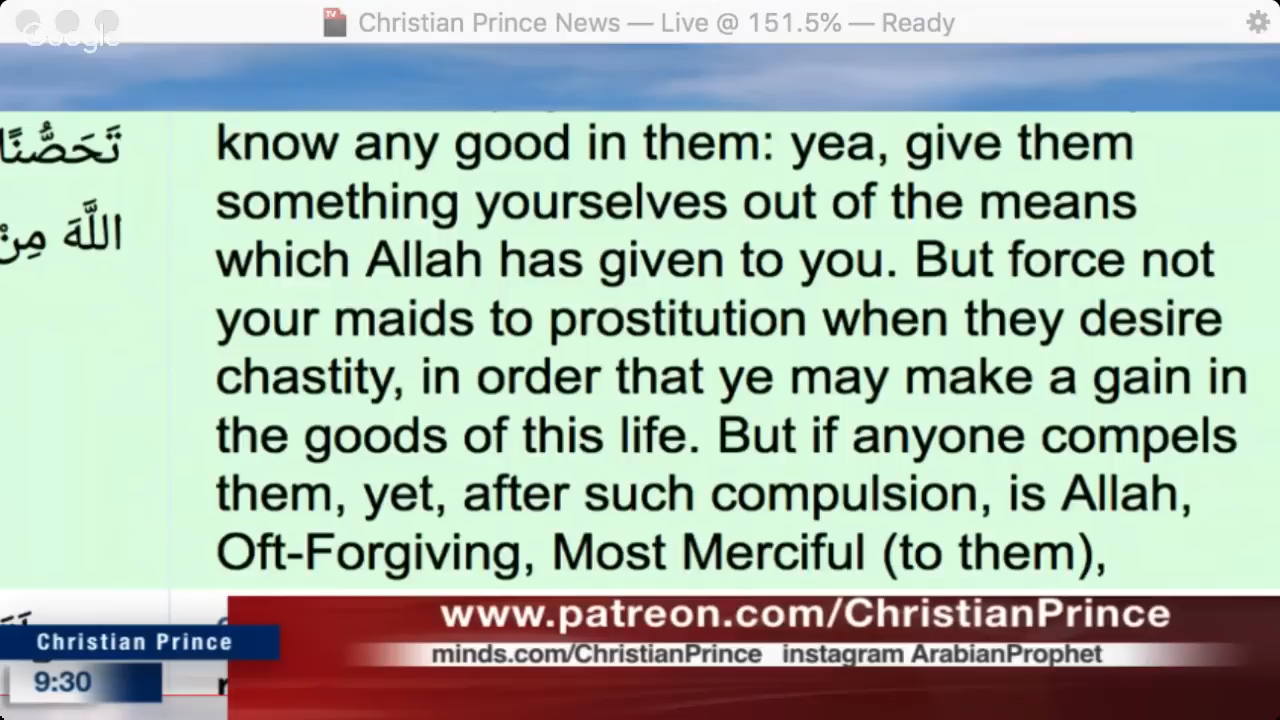 Christian Prince News — Live @ 151.5% — Ready
Google
تَحَصُّنًا
اللَّهَ مِنْ
know any good in them: yea, give them
something yourselves out of the means
which Allah has given to you. But force not
your maids to prostitution when they desire
chastity, in order that ye may make a gain in
the goods of this life. But if anyone compels
them, yet, after such compulsion, is Allah,
Oft-Forgiving, Most Merciful (to them),
www.patreon.com/ChristianPrince
Christian Prince
minds.com/ChristianPrince instagram ArabianProphet
9:30